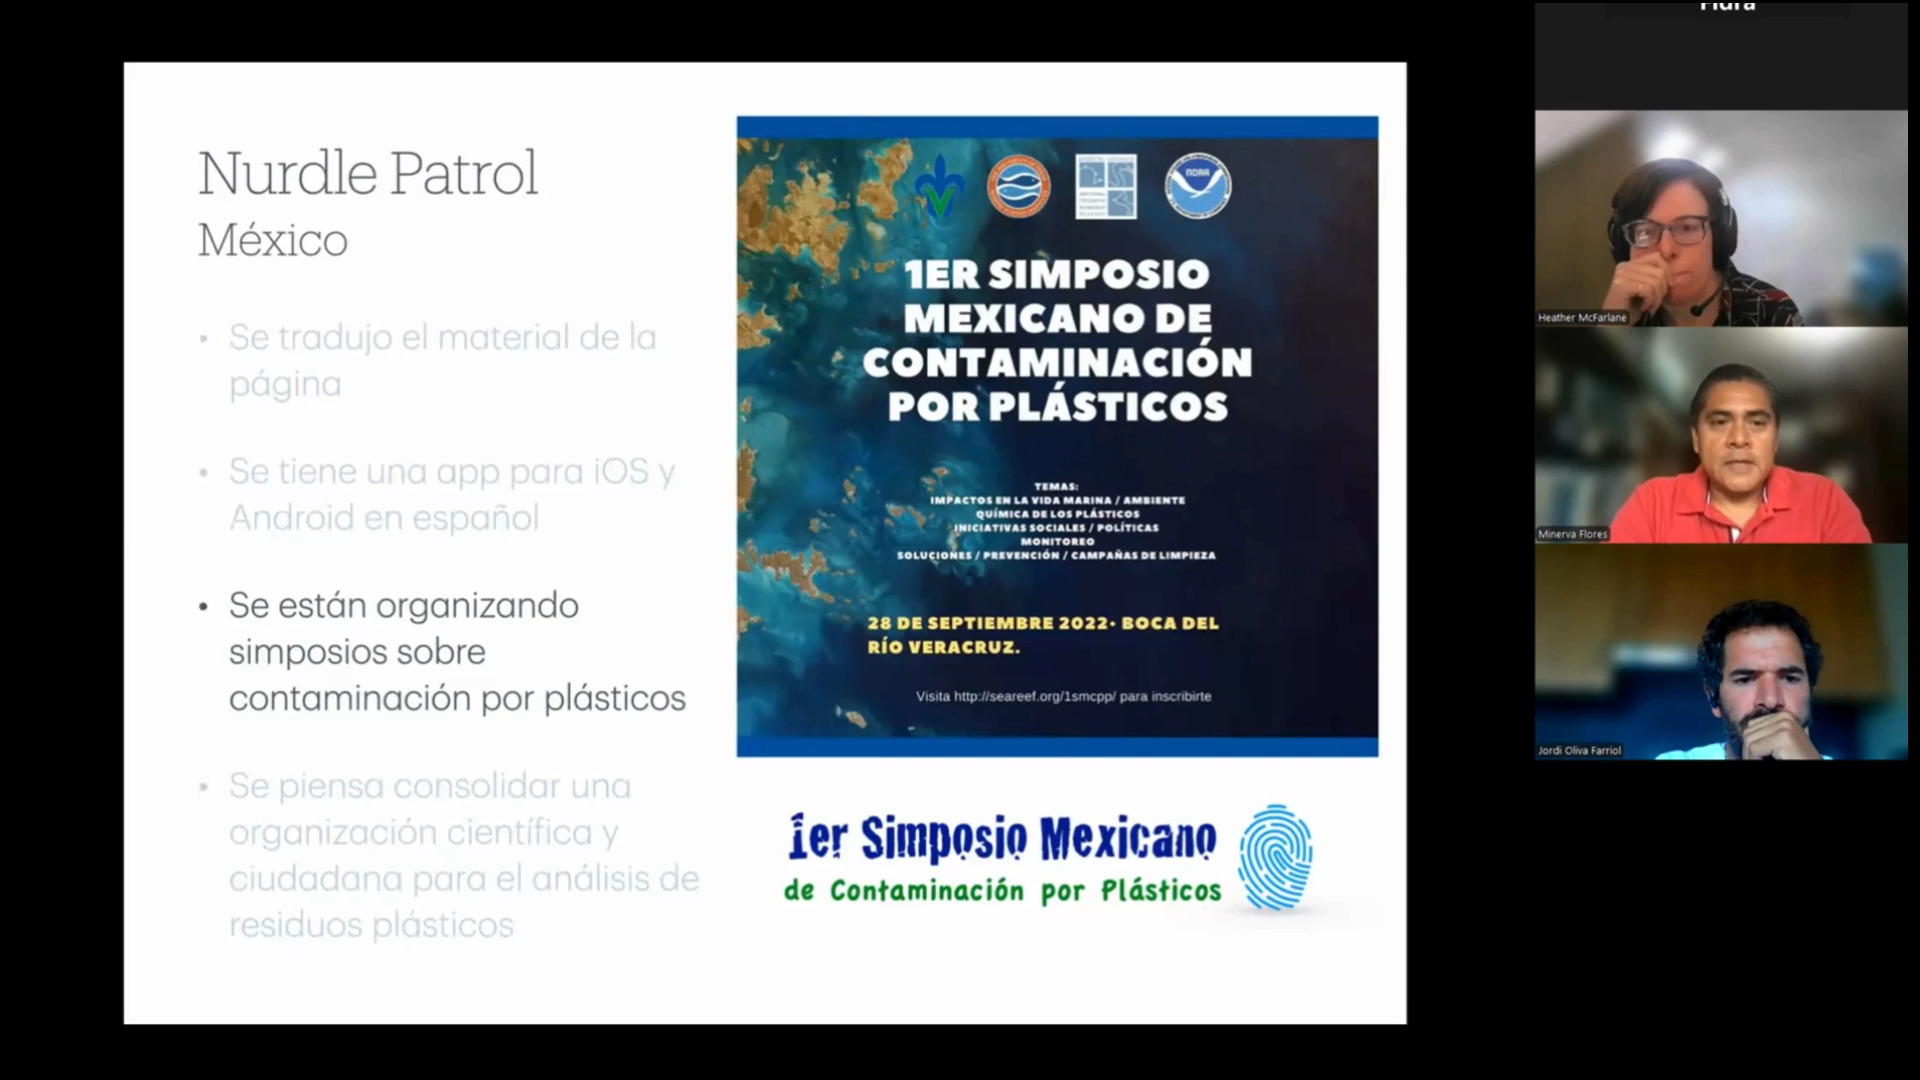 Nurdle Patrol
México
• Se tradujo el material de la
página
• Se tiene una app para iOS y
Android en español
• Se están organizando
simposios sobre
contaminación por plásticos
• Se piensa consolidar una
organización científica y
ciudadana para el análisis de
residuos plásticos
NOAA
1ER SIMPOSIO
MEXICANO DE
CONTAMINACIÓN
POR PLÁSTICOS
TEMAS:
IMPACTOS EN LA VIDA MARINA / AMBIENTE
QUÍMICA DE LOS PLÁSTICOS
INICIATIVAS SOCIALES / POLÍTICAS
MONITOREO
SOLUCIONES / PREVENCIÓN / CAMPAÑAS DE LIMPIEZA
28 DE SEPTIEMBRE 2022• BOCA DEL
RÍO VERACRUZ.
Visita http://seareef.org/1smcpp/ para inscribirte
1er Simposio Mexicano
de Contaminación por Plásticos
Fidra
Heather McFarlane
Minerva Flores
Jordi Oliva Farriol